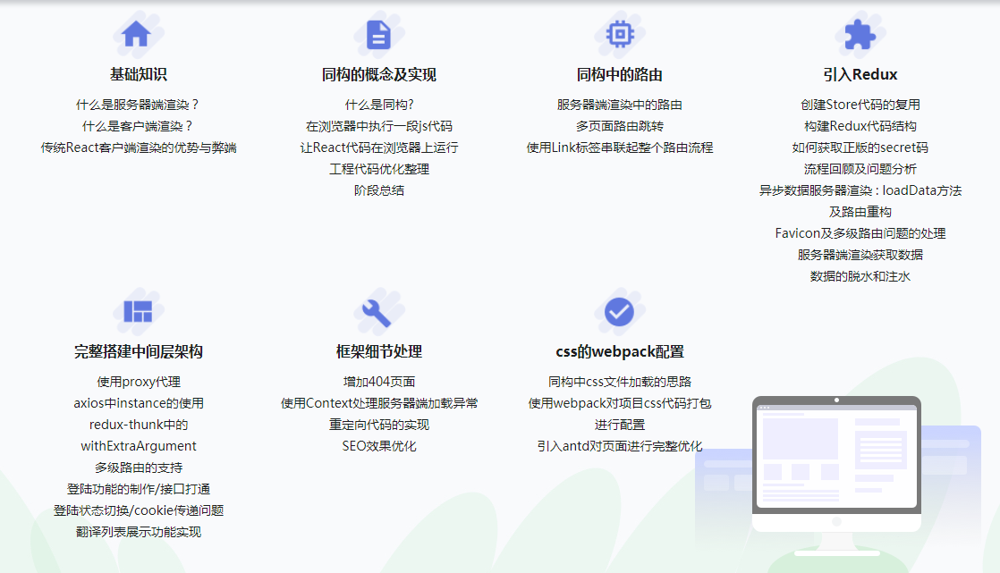 基础知识
什么是服务器端渲染？
什么是客户端渲染？
传统React客户端渲染的优势与弊端
同构的概念及实现
什么是同构?
在浏览器中执行一段js代码
让React代码在浏览器上运行
工程代码优化整理
阶段总结
同构中的路由
服务器端渲染中的路由
多页面路由跳转
使用Link标签串联起整个路由流程
引入Redux
创建Store代码的复用
构建Redux代码结构
如何获取正版的secret码
流程回顾及问题分析
异步数据服务器渲染 : loadData方法
及路由重构
Favicon及多级路由问题的处理
服务器端渲染获取数据
数据的脱水和注水
完整搭建中间层架构
使用proxy代理
axios中instance的使用
redux-thunk中的
withExtraArgument
多级路由的支持
登陆功能的制作/接口打通
登陆状态切换/cookie传递问题
翻译列表展示功能实现
框架细节处理
增加404页面
使用Context处理服务器端加载异常
重定向代码的实现
SEO效果优化
css的webpack配置
同构中css文件加载的思路
使用webpack对项目css代码打包
进行配置
引入antd对页面进行完整优化